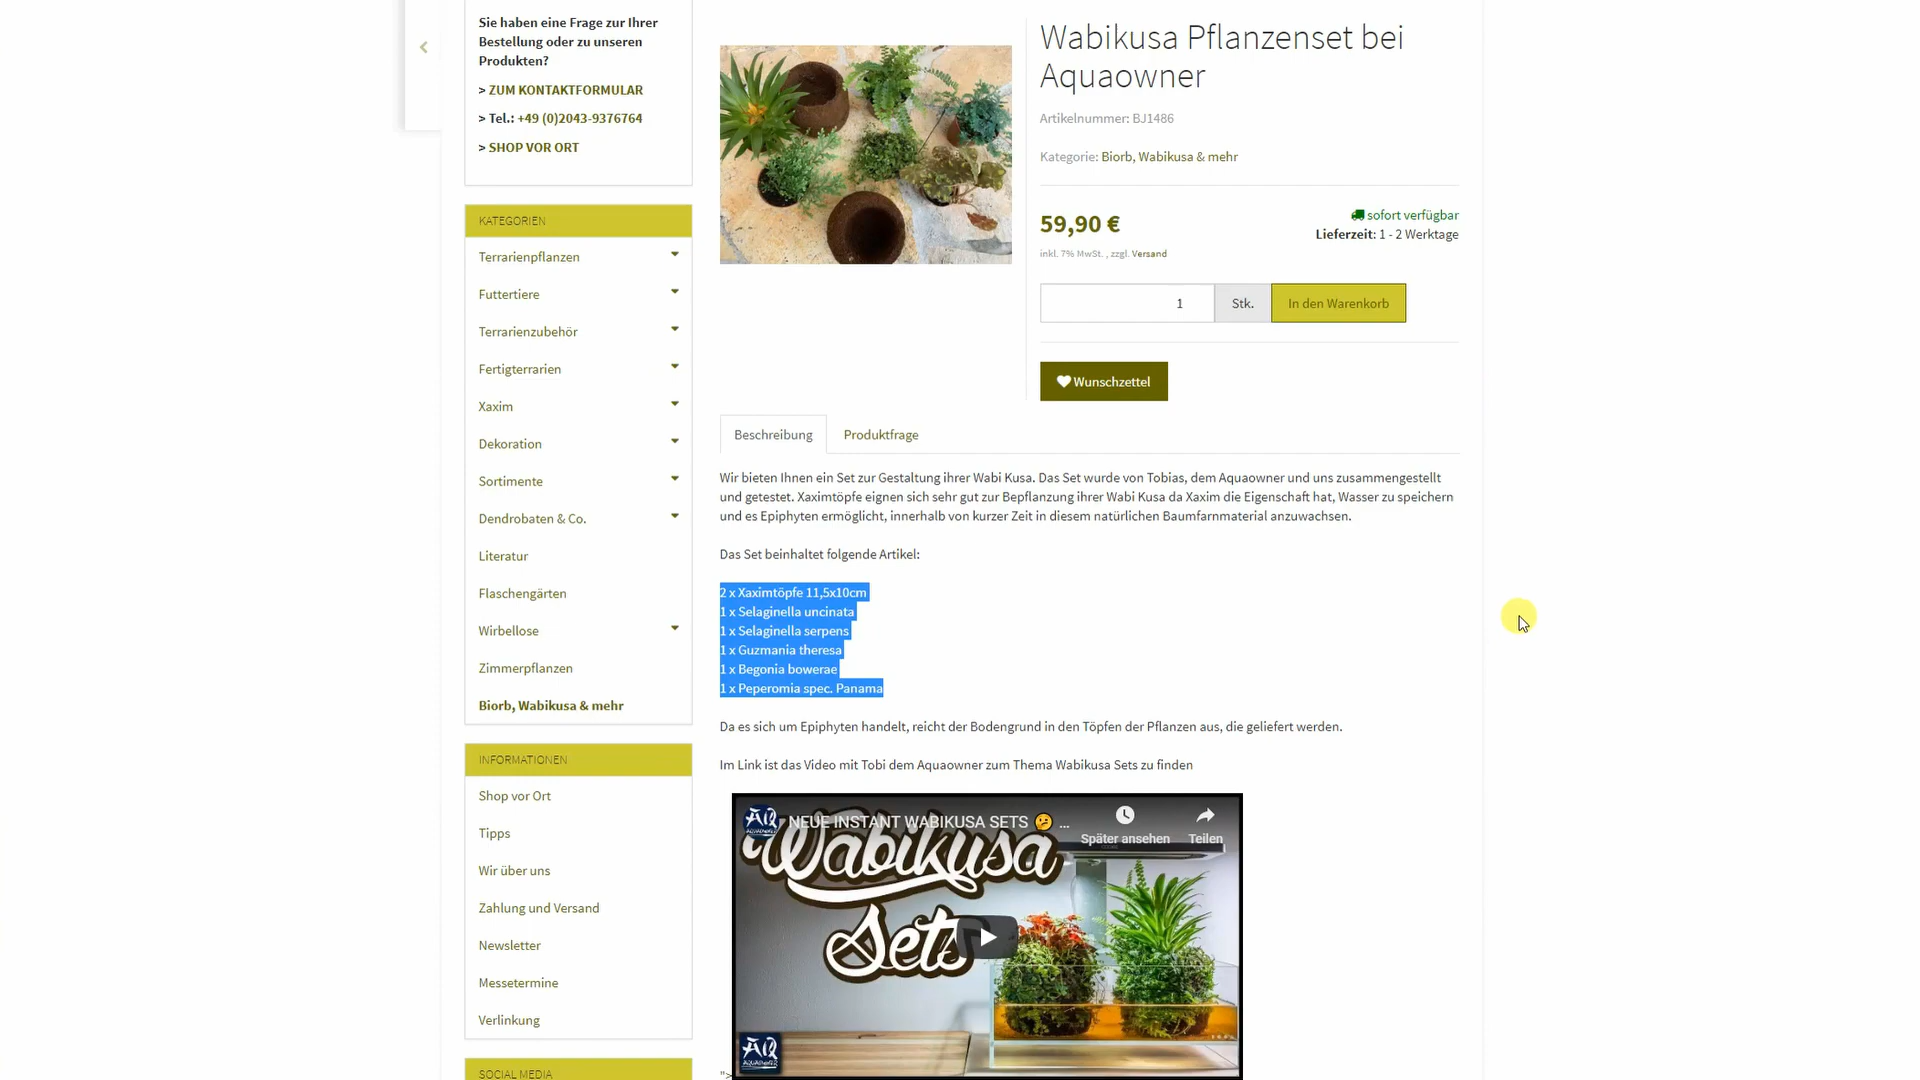 Sie haben eine Frage zur Ihrer
Bestellung oder zu unseren
Produkten?
> ZUM KONTAKTFORMULAR
> Tel.: +49 (0)2043-9376764
> SHOP VOR ORT
KATEGORIEN
Terrarienpflanzen
Futtertiere
Terrarienzubehör
Fertigterrarien
Xaxim
Dekoration
Sortimente
Dendrobaten & Co.
Literatur
Flaschengärten
Wirbellose
Zimmerpflanzen
Biorb, Wabikusa & mehr
INFORMATIONEN
Shop vor Ort
Tipps
Wir über uns
Zahlung und Versand
Newsletter
Messetermine
Verlinkung
SOCIAL MEDIA
Wabikusa Pflanzenset bei
Aquaowner
Artikelnummer: BJ1486
Kategorie: Biorb, Wabikusa & mehr
59,90 €
sofort verfügbar
Lieferzeit: 1 - 2 Werktage
inkl. 7% MwSt. , zzgl. Versand
1 Stk. In den Warenkorb
Wunschzettel
Beschreibung Produktfrage
Wir bieten Ihnen ein Set zur Gestaltung ihrer Wabi Kusa. Das Set wurde von Tobias, dem Aquaowner und uns zusammengestellt
und getestet. Xaximtöpfe eignen sich sehr gut zur Bepflanzung ihrer Wabi Kusa da Xaxim die Eigenschaft hat, Wasser zu speichern
und es Epiphyten ermöglicht, innerhalb von kurzer Zeit in diesem natürlichen Baumfarnmaterial anzuwachsen.
Das Set beinhaltet folgende Artikel:
2 x Xaximtöpfe 11,5x10cm
1 x Selaginella uncinata
1 x Selaginella serpens
1 x Guzmania theresa
1 x Begonia bowerae
1 x Peperomia spec. Panama
Da es sich um Epiphyten handelt, reicht der Bodengrund in den Töpfen der Pflanzen aus, die geliefert werden.
Im Link ist das Video mit Tobi dem Aquaowner zum Thema Wabikusa Sets zu finden
NEUE INSTANT WABIKUSA SETS 🤔 ...
Später ansehen
Teilen
Wabikusa
Sets
AQ
AQUAOWNER
">